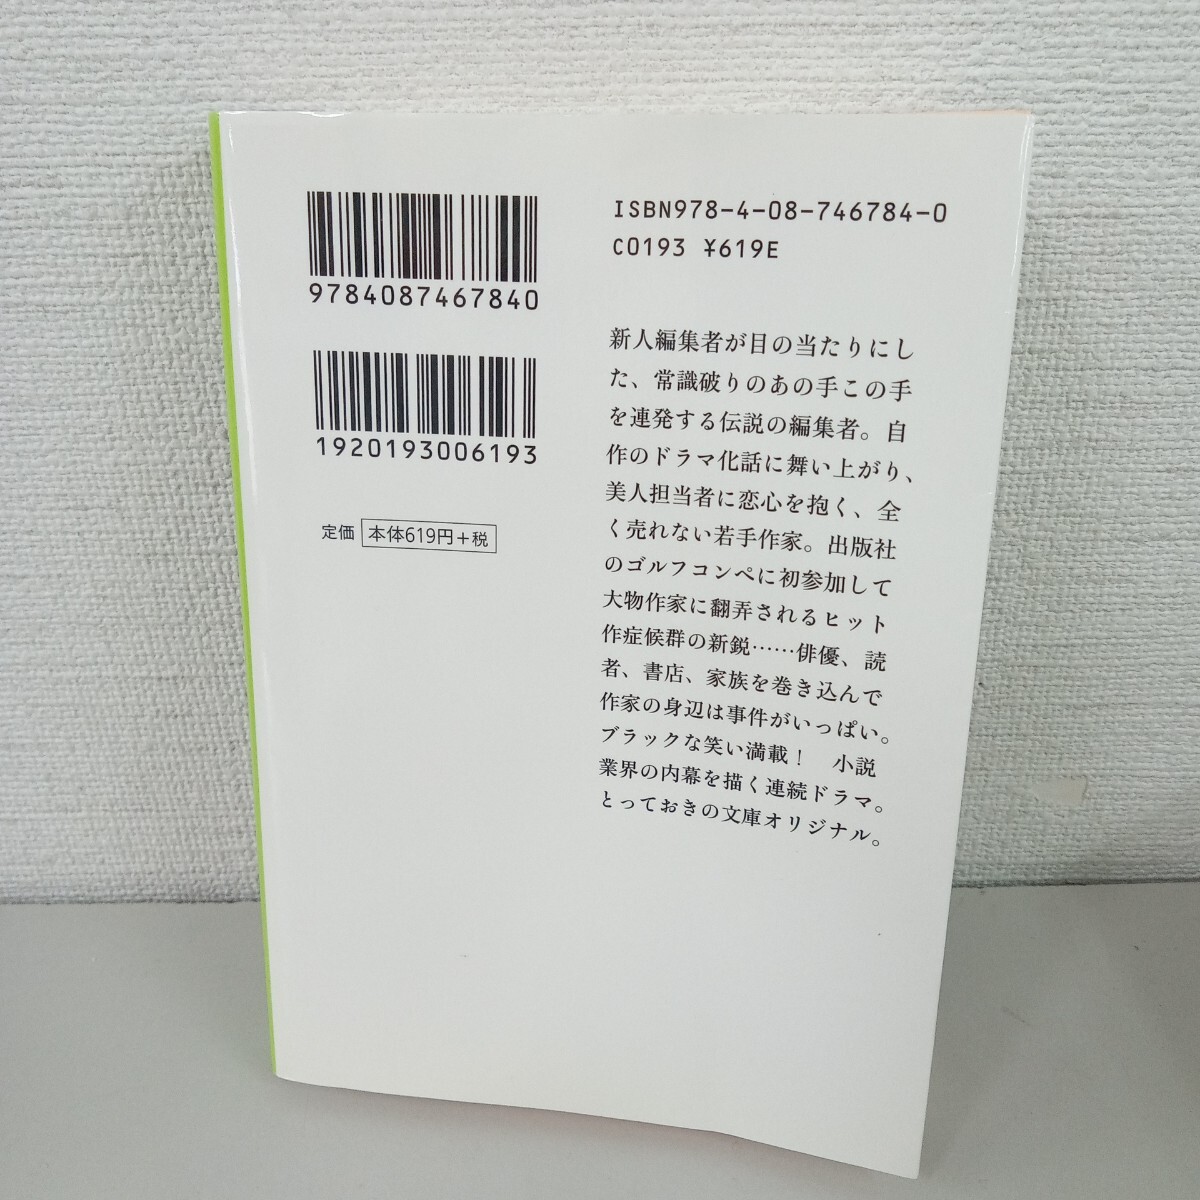 9784087467840
1920193006193
定価 本体619円+税
ISBN978-4-08-746784-0
C0193 ¥619E
新人編集者が目の当たりにし
た、常識破りのあの手この手
を連発する伝説の編集者。自
作のドラマ化話に舞い上がり、
美人担当者に恋心を抱く、全
く売れない若手作家。出版社
のゴルフコンペに初参加して
大物作家に翻弄されるヒット
作症候群の新鋭……俳優、読
者、書店、家族を巻き込んで
作家の身辺は事件がいっぱい。
ブラックな笑い満載！　小説
業界の内幕を描く連続ドラマ。
とっておきの文庫オリジナル。